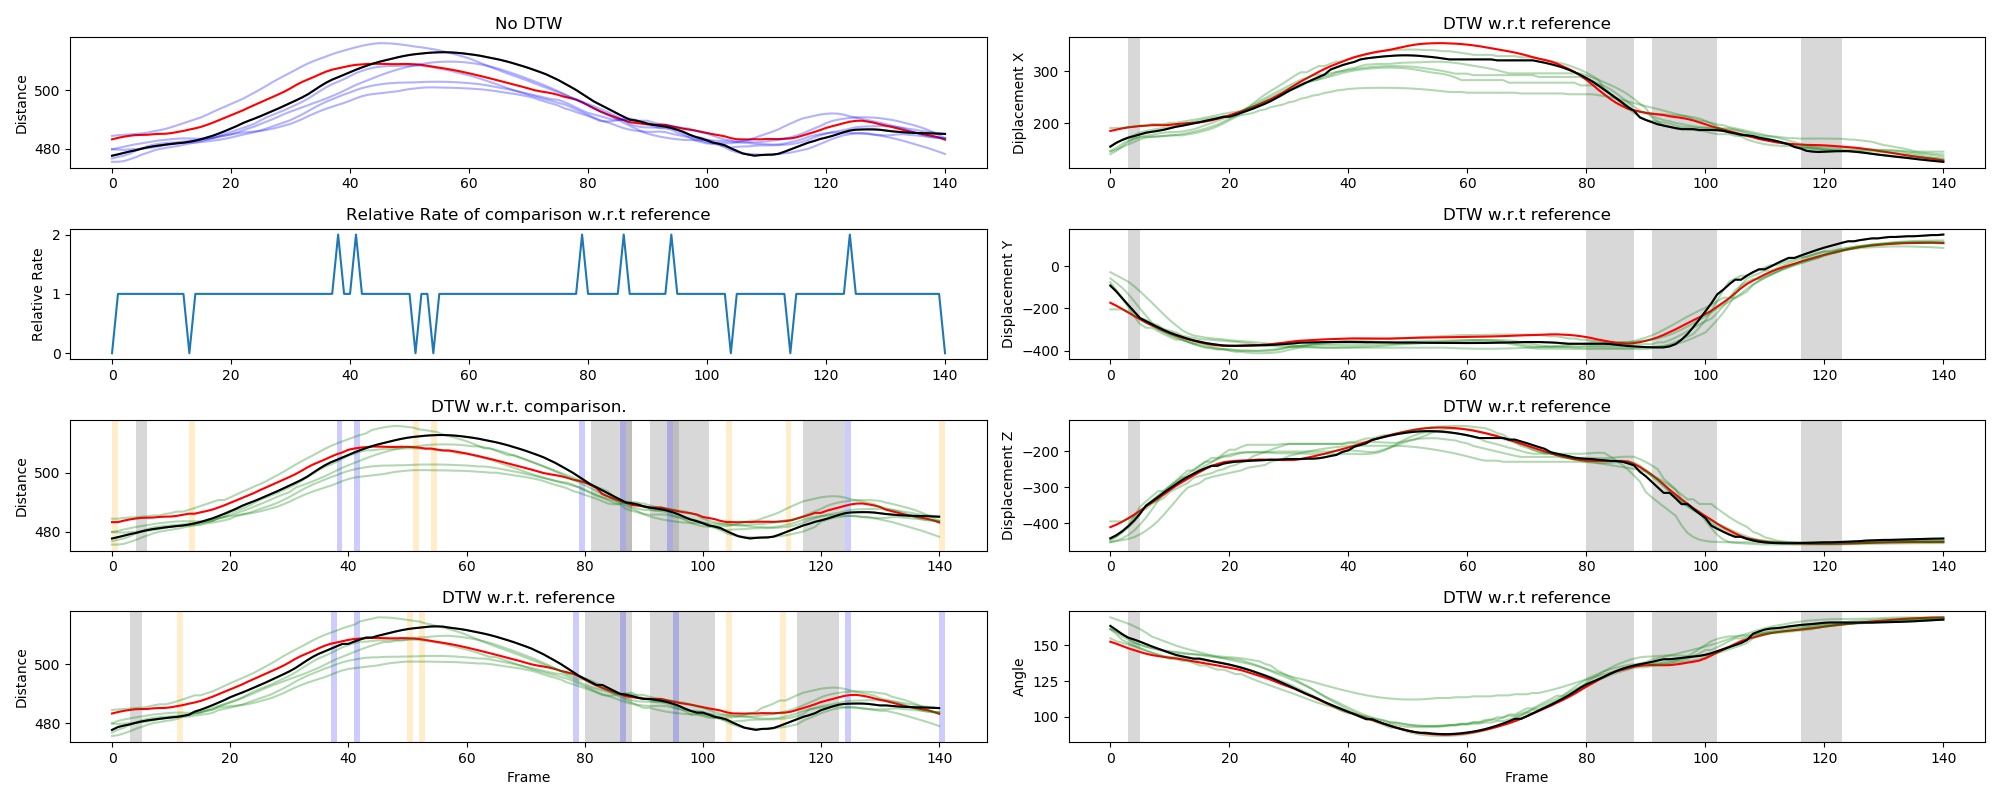 No DTW
Distance
500
480
0 20 40 60 80 100 120 140
Relative Rate of comparison w.r.t reference
Relative Rate
2
1
0
0 20 40 60 80 100 120 140
DTW w.r.t. comparison.
Distance
500
480
0 20 40 60 80 100 120 140
DTW w.r.t. reference
Distance
500
480
0 20 40 60 80 100 120 140
Frame
DTW w.r.t reference
Diplacement X
300
200
0 20 40 60 80 100 120 140
DTW w.r.t reference
Displacement Y
0
−200
−400
0 20 40 60 80 100 120 140
DTW w.r.t reference
Displacement Z
−200
−300
−400
0 20 40 60 80 100 120 140
DTW w.r.t reference
Angle
150
125
100
0 20 40 60 80 100 120 140
Frame